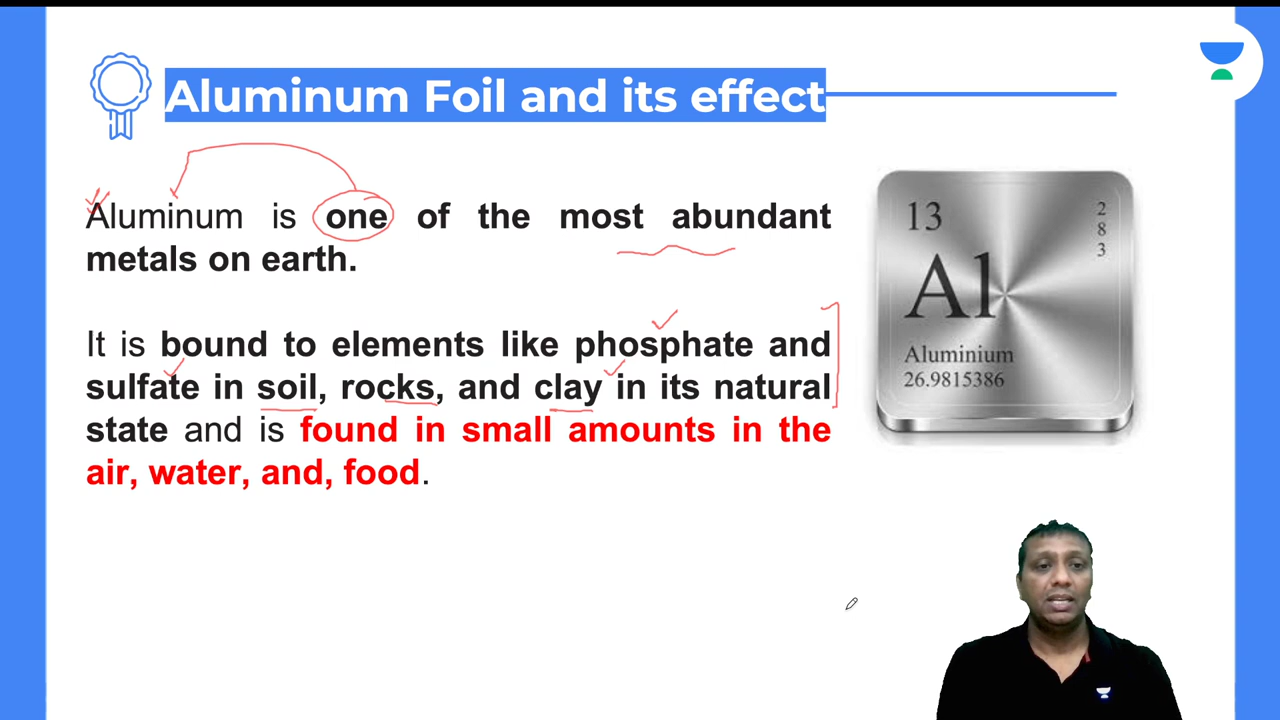 Aluminum Foil and its effect
Aluminum is one of the most abundant
metals on earth.
It is bound to elements like phosphate and
sulfate in soil, rocks, and clay in its natural
state and is found in small amounts in the
air, water, and, food.
13
2
8
3
Al
Aluminium
26.9815386